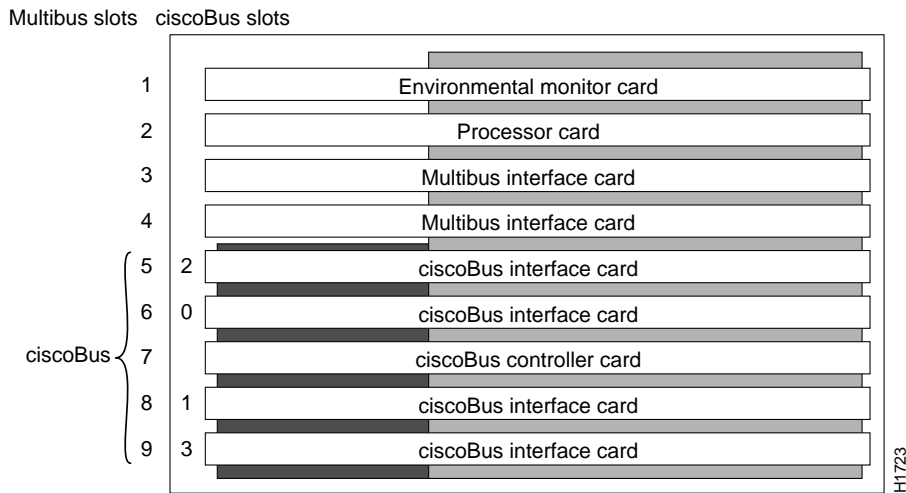 Multibus slots ciscoBus slots
1 Environmental monitor card
2 Processor card
3 Multibus interface card
4 Multibus interface card
5 2 ciscoBus interface card
6 0 ciscoBus interface card
ciscoBus 7 ciscoBus controller card
8 1 ciscoBus interface card
9 3 ciscoBus interface card
H1723